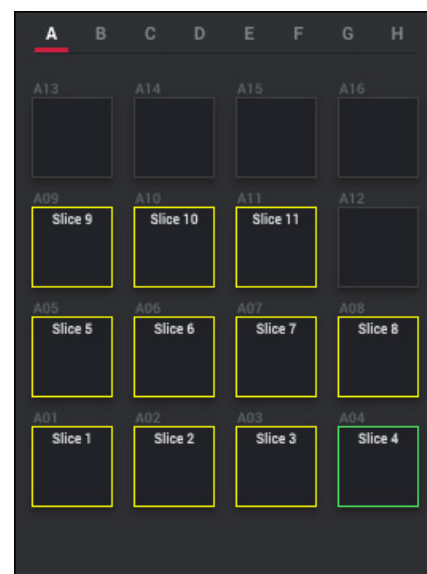 A B C D E F G H
A13 A14 A15 A16
A09 A10 A11 A12
Slice 9 Slice 10 Slice 11
A05 A06 A07 A08
Slice 5 Slice 6 Slice 7 Slice 8
A01 A02 A03 A04
Slice 1 Slice 2 Slice 3 Slice 4